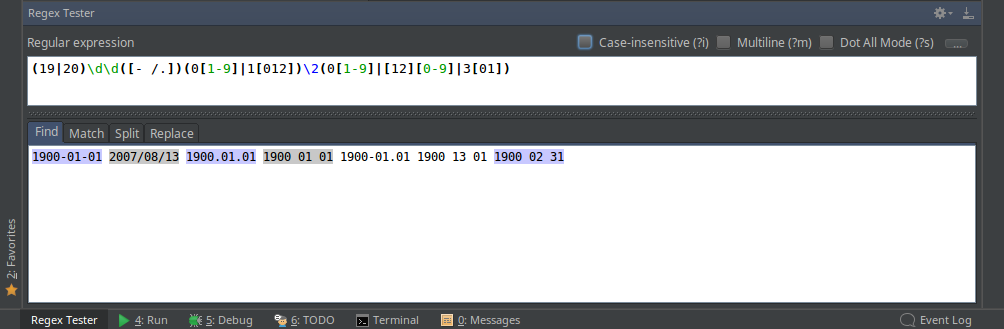 Regex Tester
Regular expression
Case-insensitive (?i) Multiline (?m) Dot All Mode (?s) ...
(19|20)\d\d([- /.])(0[1-9]|1[012])\2(0[1-9]|[12][0-9]|3[01])
Find Match Split Replace
1900-01-01 2007/08/13 1900.01.01 1900 01 01 1900-01.01 1900 13 01 1900 02 31
2: Favorites
Regex Tester 4: Run 5: Debug 6: TODO Terminal 0: Messages Event Log